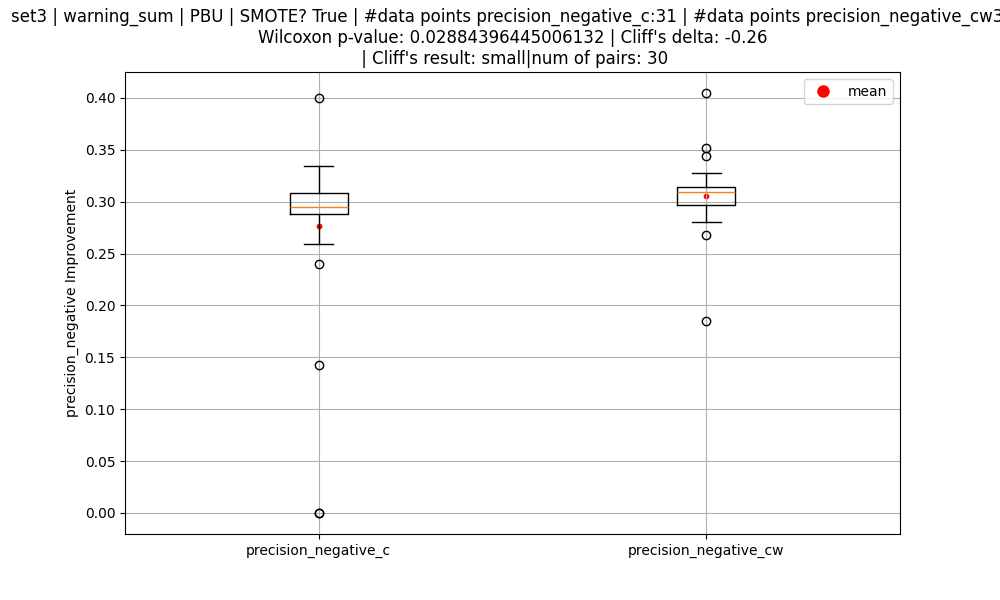 set3 | warning_sum | PBU | SMOTE? True | #data points precision_negative_c:31 | #data points precision_negative_cw3
Wilcoxon p-value: 0.02884396445006132 | Cliff's delta: -0.26
| Cliff's result: small|num of pairs: 30
mean
0.40
0.35
0.30
0.25
0.20
0.15
0.10
0.05
0.00
precision_negative Improvement
precision_negative_c
precision_negative_cw